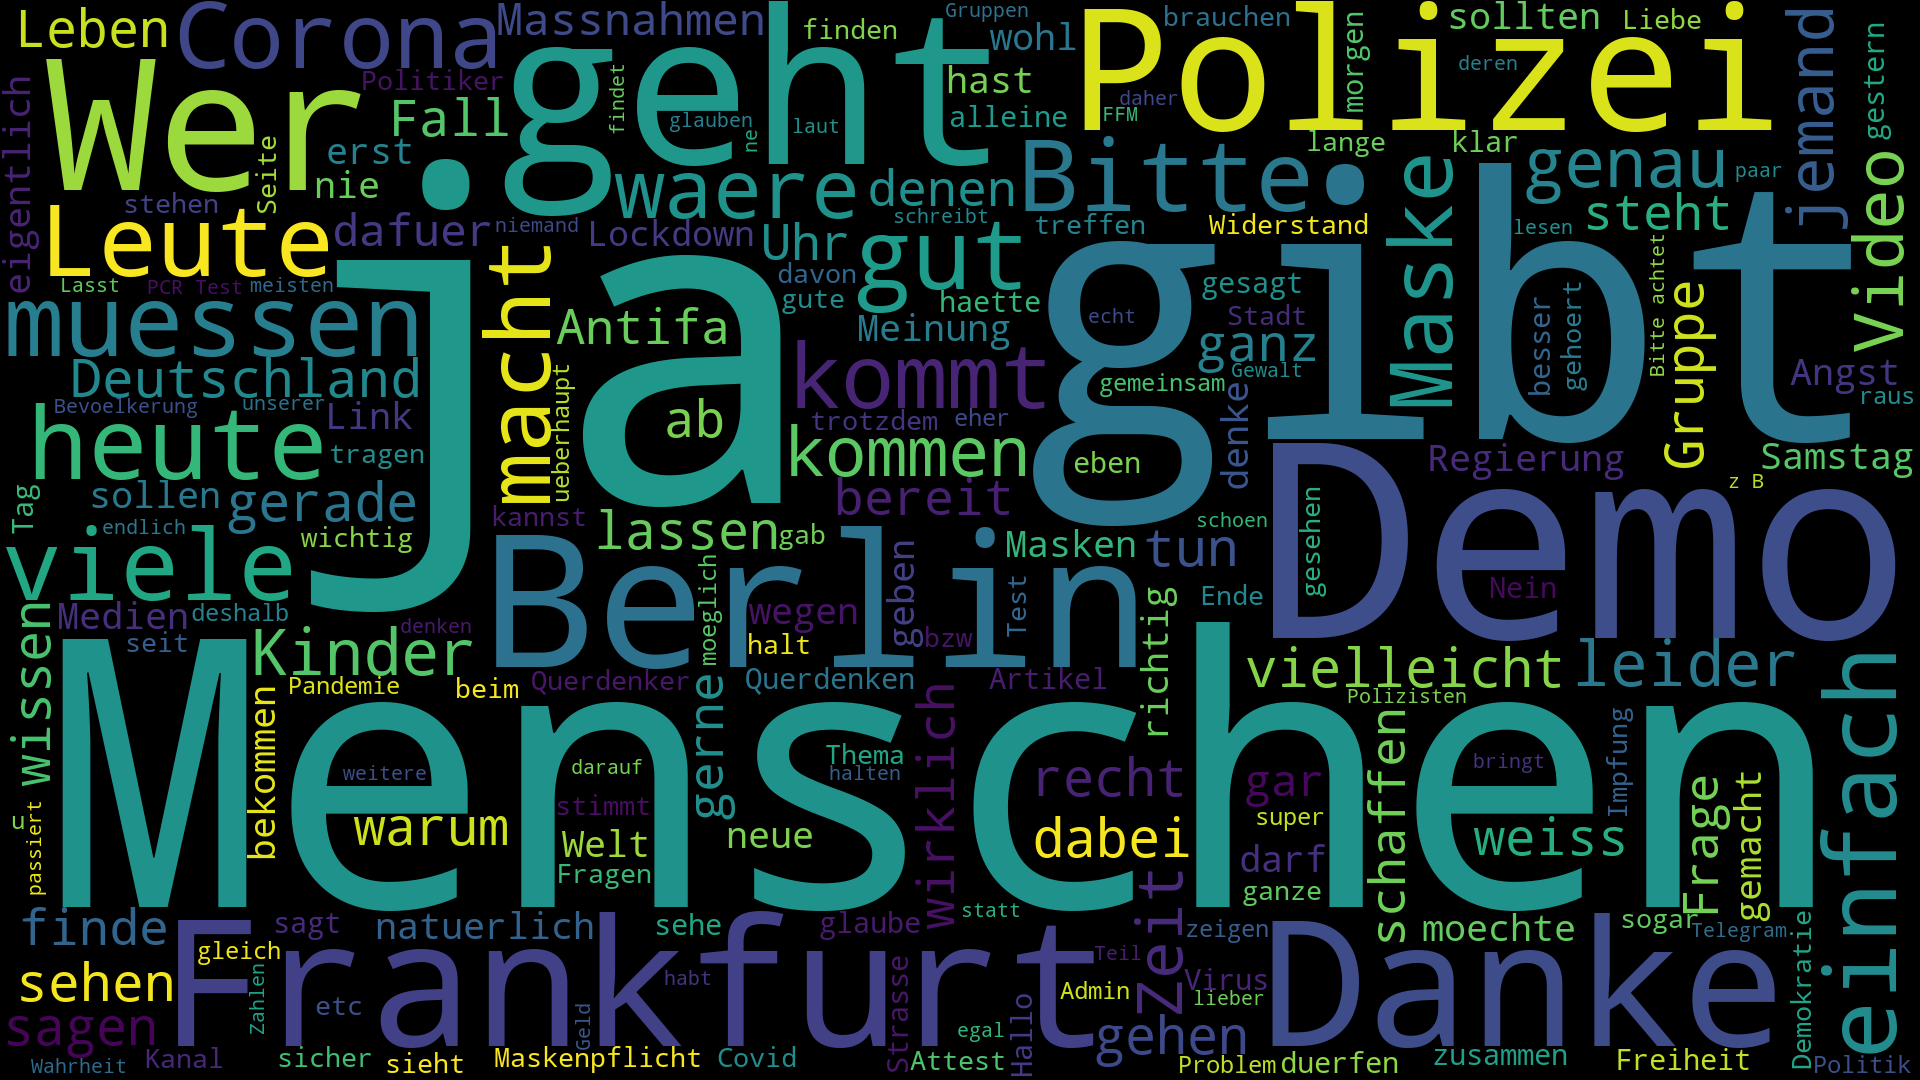 Leben
Corona
Massnahmen
geht
finden
Gruppen
wohl
Polizei
brauchen
sollten
Liebe
jemand
gestern
Wer
Politiker
Fall
findet
glauben
ne
laut
hast
alleine
daher
FFM
morgen
deren
lange
klar
eigentlich
erst
nie
Seite
waere
denen
Bitte
genau
paar
Video
stehen
dafuer
niemand
Lockdown
Uhr
schreibt
treffen
Widerstand
Maske
steht
lesen
Leute
Lasst
PCR Test
meisten
ja
macht
davon
gute
gut
haette
gibt
gesagt
Stadt
achtet
Bitte
muessen
Antifa
Meinung
echt
ganz
Gewalt
besser
gehoert
Gruppe
Angst
raus
Deutschland
Bevoelkerung
unserer
Link
ueberhaupt
ab
kommt
trotzdem
eher
gemeinsam
denke
heute
tragen
kommen
eben
Regierung
Samstag
z B
Tag
sollen
gerade
kannst
bereit
Demo
endlich
wichtig
lassen
gab
Masken
tun
schoen
gesehen
viele
Berlin
Medien
deshalb
seit
denken
moeglich
wegen
halt
geben
bzw
Test
richtig
Ende
Nein
wissen
Kinder
Pandemie
beim
Querdenker
Querdenken
Artikel
vielleicht
leider
Polizisten
einfach
Menschen
bekommen
weitere
darauf
gerne
Thema
halten
wirklich
recht
gar
schaffen
bringt
Impfung
u
passiert
warum
stimmt
Welt
Fragen
neue
dabei
super
darf
ganze
weiss
Frage
gemacht
finde
sagt
natuerlich
sehe
glaube
statt
Zeit
zeigen
moechte
sogar
Telegram
Demokratie
sehen
gleich
Frankfurt
Zahlen
etc
Geld
habt
Strasse
Teil
Admin
Virus
lieber
Danke
sagen
egal
Hallo
gehen
Wahrheit
Kanal
sicher
sieht
Maskenpflicht
Covid
Attest
Problem
duerfen
zusammen
Freiheit
Politik